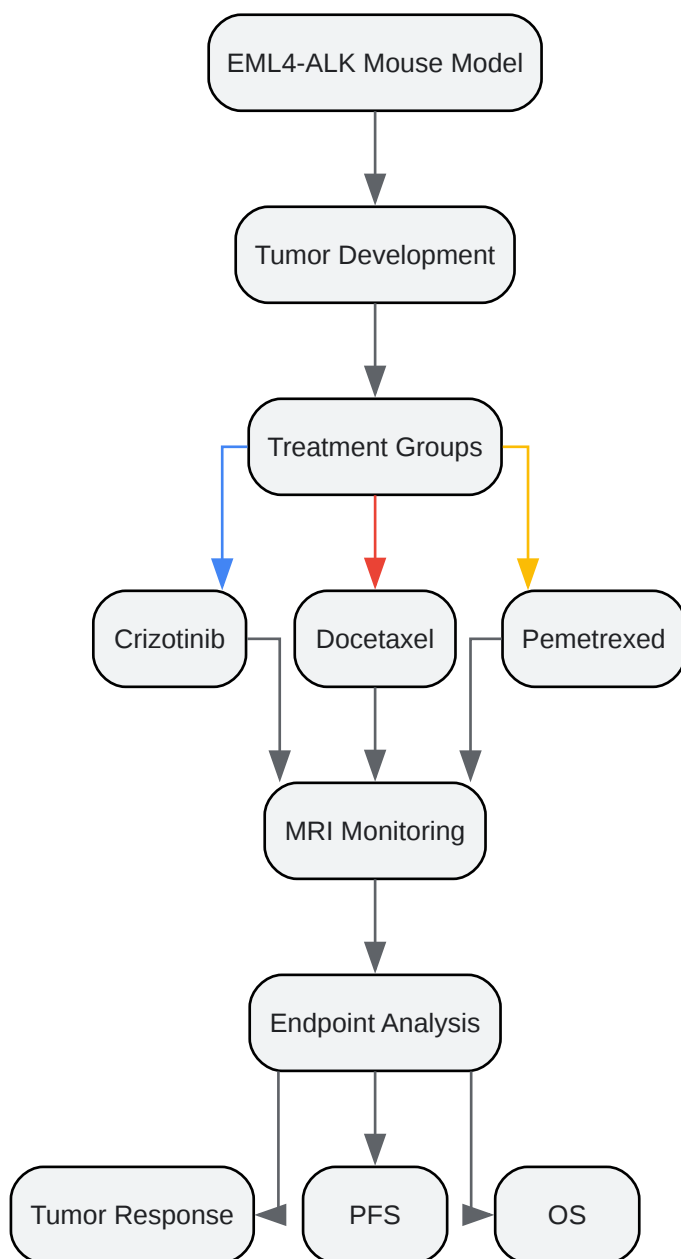 EML4-ALK Mouse Model
Tumor Development
Treatment Groups
Crizotinib
Docetaxel
Pemetrexed
MRI Monitoring
Endpoint Analysis
Tumor Response
PFS
OS